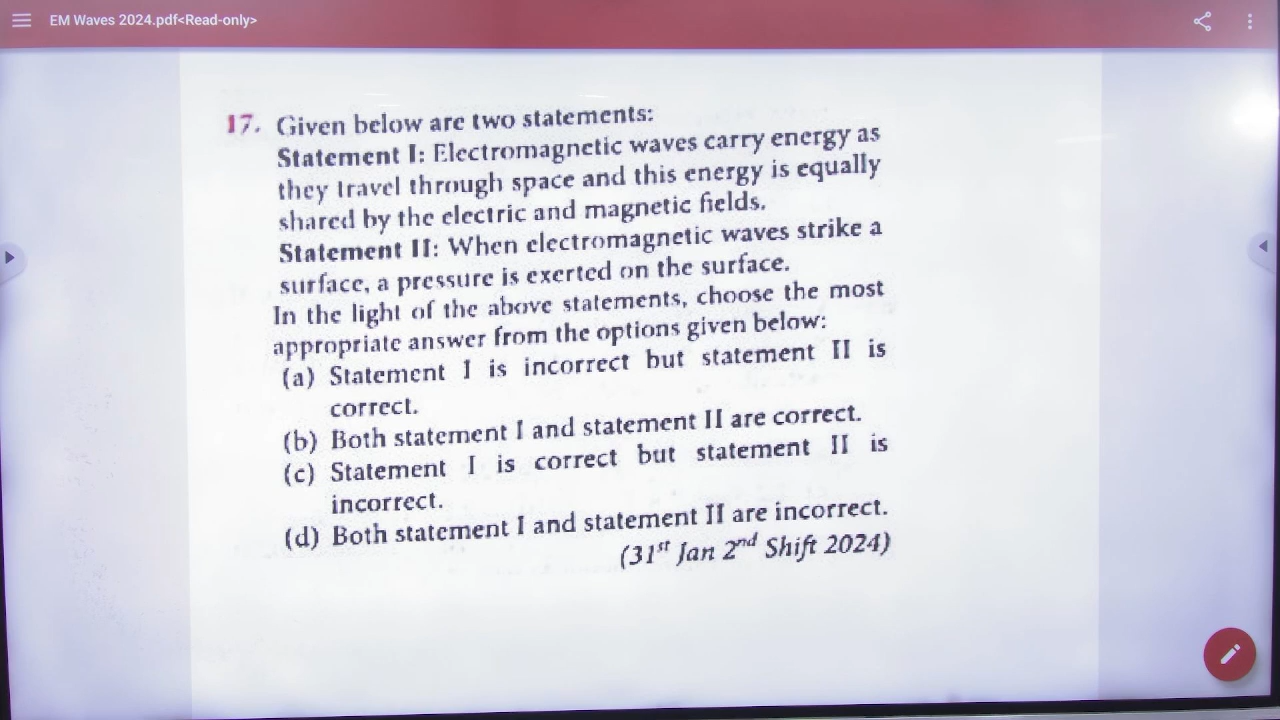 EM Waves 2024.pdf<Read-only>
17. Given below are two statements:
Statement I: Electromagnetic waves carry energy as
they travel through space and this energy is equally
shared by the electric and magnetic fields.
Statement II: When electromagnetic waves strike a
surface, a pressure is exerted on the surface.
In the light of the above statements, choose the most
appropriate answer from the options given below:
(a) Statement I is incorrect but statement II is
correct.
(b) Both statement I and statement II are correct.
(c) Statement I is correct but statement II is
incorrect.
(d) Both statement I and statement II are incorrect.
(31st Jan 2nd Shift 2024)